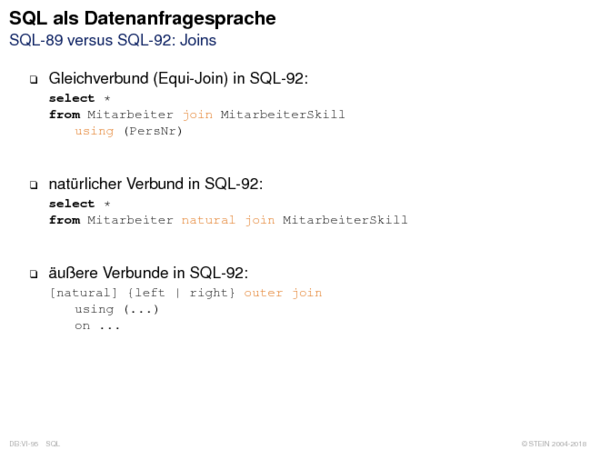 SQL als Datenanfragesprache
SQL-89 versus SQL-92: Joins
❑ Gleichverbund (Equi-Join) in SQL-92:
select *
from Mitarbeiter join MitarbeiterSkill
using (PersNr)
❑ natürlicher Verbund in SQL-92:
select *
from Mitarbeiter natural join MitarbeiterSkill
❑ äußere Verbunde in SQL-92:
[natural] {left | right} outer join
using (...)
on ...
DB:VI-95 SQL © STEIN 2004-2018